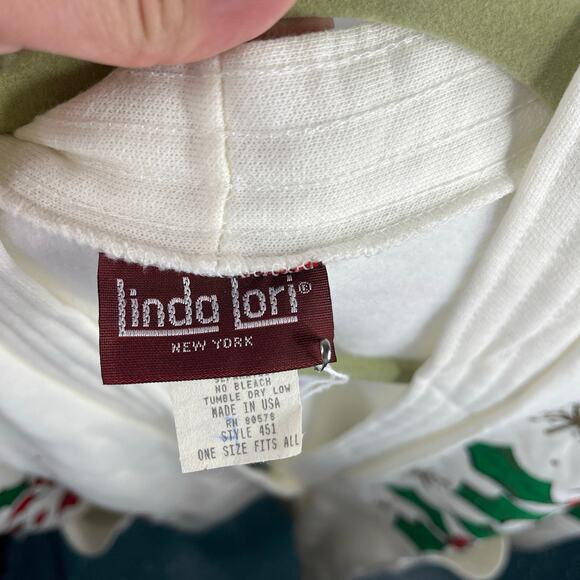 Linda Lori®
NEW YORK
NO BLEACH
TUMBLE DRY LOW
MADE IN USA
RN 80578
STYLE 451
ONE SIZE FITS ALL